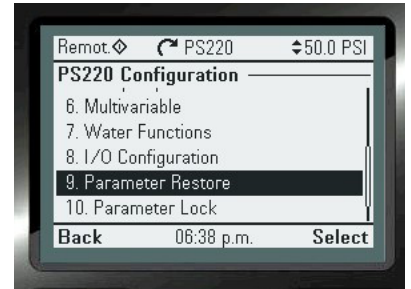 Remot. PS220 50.0 PSI
PS220 Configuration
6. Multivariable
7. Water Functions
8. I/O Configuration
9. Parameter Restore
10. Parameter Lock
Back 06:38 p.m. Select